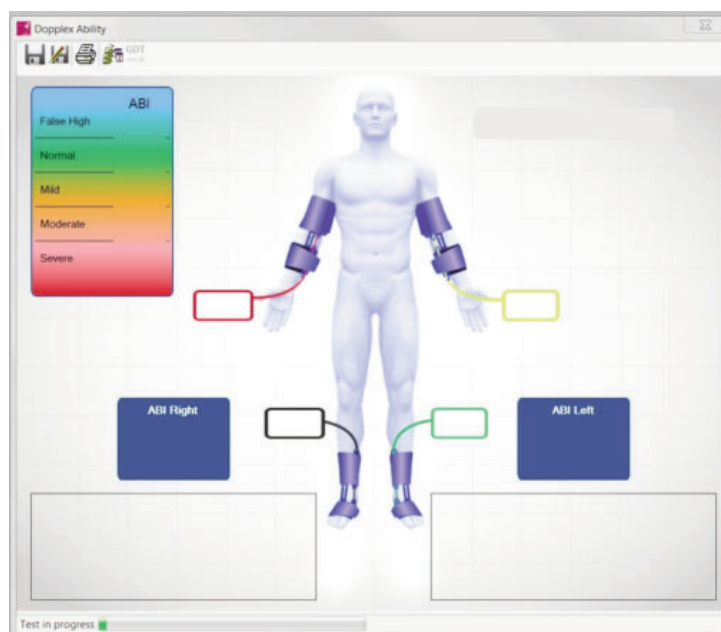 Dopplex Ability
GDT
ABI
False High
Normal
Mild
Moderate
Severe
ABI Right
ABI Left
Test in progress